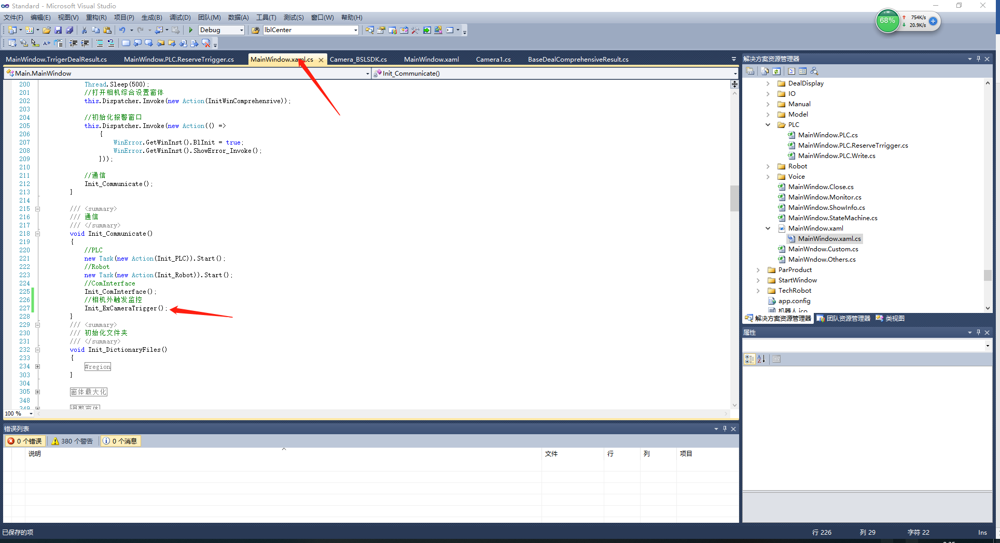 Standard - Microsoft Visual Studio
文件(F) 编辑(E) 视图(V) 重构(R) 项目(P) 生成(B) 调试(D) 团队(M) 数据(A) 工具(T) 测试(S) 窗口(W) 帮助(H)
68% 754K/s
20.9K/s
Debug lblCenter
MainWindow.TrrigerDealResult.cs MainWindow.PLC.ReserveTrrigger.cs MainWindow.xaml.cs Camera_BSLSDK.cs MainWindow.xaml Camera1.cs BaseDealComprehensiveResult.cs
Main.MainWindow Init_Communicate()
200 Thread.Sleep(500);
201 //打开相机综合设置窗体
202 this.Dispatcher.Invoke(new Action(InitWinComprehensive));
203
204 //初始化报警窗口
205 this.Dispatcher.Invoke(new Action(() =>
206 {
207 WinError.GetWinInst().BlInit = true;
208 WinError.GetWinInst().ShowError_Invoke();
209 }));
210
211 //通信
212 Init_Communicate();
213 }
214
215 /// <summary>
216 /// 通信
217 /// </summary>
218 void Init_Communicate()
219 {
220 //PLC
221 new Task(new Action(Init_PLC)).Start();
222 //Robot
223 new Task(new Action(Init_Robot)).Start();
224 //ComInterface
225 Init_ComInterface();
226 //相机外触发监控
227 Init_ExCameraTrigger();
228 }
229 /// <summary>
230 /// 初始化文件夹
231 /// </summary>
232 void Init_DictionaryFiles()
233 {
234 #region
303 }
304
305 窗体最大化
348
349 调整窗体
100 %
解决方案资源管理器
DealDisplay
IO
Manual
Model
PLC
MainWindow.PLC.cs
MainWindow.PLC.ReserveTrrigger.cs
MainWindow.PLC.Write.cs
Robot
Voice
MainWindow.Close.cs
MainWindow.Monitor.cs
MainWindow.ShowInfo.cs
MainWindow.StateMachine.cs
MainWindow.xaml
MainWindow.xaml.cs
MainWndow.Custom.cs
MainWndow.Others.cs
ParProduct
StartWindow
TechRobot
app.config
机器人.ico
解决方案资源管理器 团队资源管理器 类视图
属性
错误列表
0 个错误 380 个警告 0 个消息
说明 文件 行 列 项目
已保存的项 行 226 列 29 字符 22 Ins